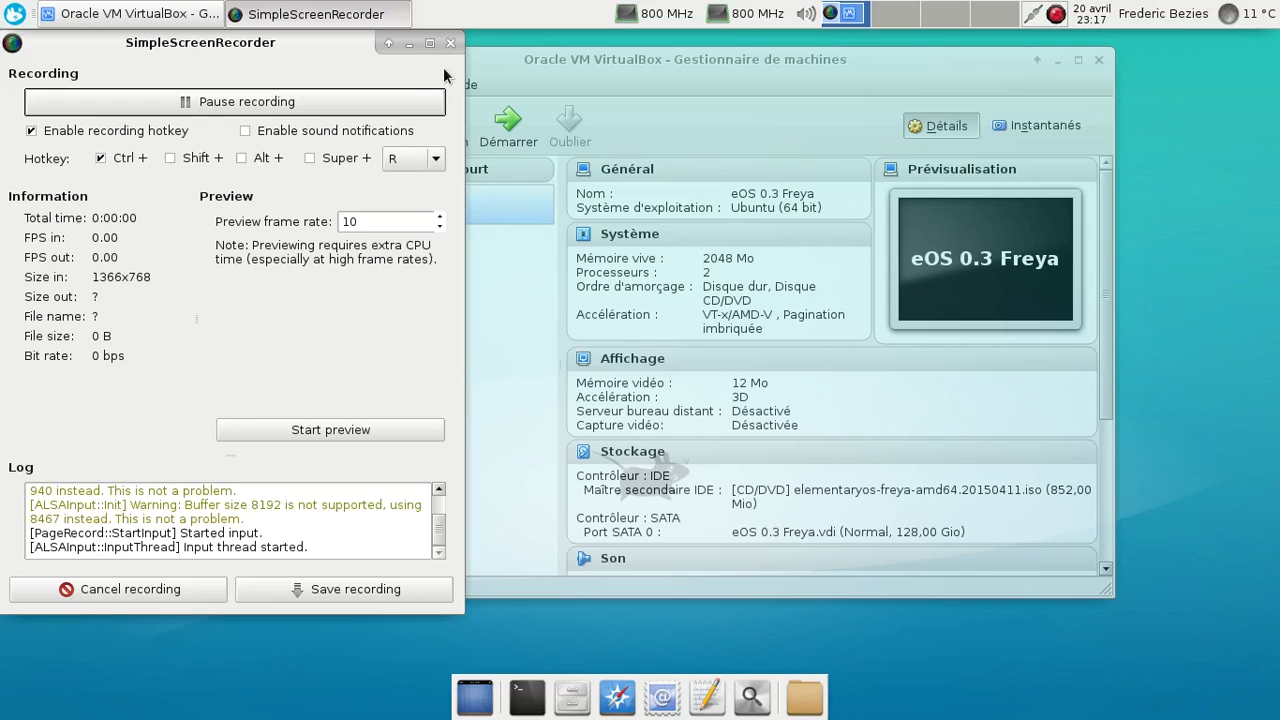 Oracle VM VirtualBox - G...
SimpleScreenRecorder
800 MHz
800 MHz
20 avril
23:17
Frederic Bezies
11 °C
SimpleScreenRecorder
Recording
Pause recording
Enable recording hotkey
Enable sound notifications
Hotkey:
Ctrl +
Shift +
Alt +
Super +
R
Information
Total time: 0:00:00
FPS in: 0.00
FPS out: 0.00
Size in: 1366x768
Size out: ?
File name: ?
File size: 0 B
Bit rate: 0 bps
Preview
Preview frame rate: 10
Note: Previewing requires extra CPU
time (especially at high frame rates).
Start preview
Log
940 instead. This is not a problem.
[ALSAInput::Init] Warning: Buffer size 8192 is not supported, using
8467 instead. This is not a problem.
[PageRecord::StartInput] Started input.
[ALSAInput::InputThread] Input thread started.
Cancel recording
Save recording
Oracle VM VirtualBox - Gestionnaire de machines
de
Démarrer
Oublier
Détails
Instantanés
ourt
Général
Nom : eOS 0.3 Freya
Système d'exploitation : Ubuntu (64 bit)
Système
Mémoire vive : 2048 Mo
Processeurs : 2
Ordre d'amorçage : Disque dur, Disque
CD/DVD
Accélération : VT-x/AMD-V , Pagination
imbriquée
Prévisualisation
eOS 0.3 Freya
Affichage
Mémoire vidéo : 12 Mo
Accélération : 3D
Serveur bureau distant : Désactivé
Capture vidéo: Désactivée
Stockage
Contrôleur : IDE
Maître secondaire IDE : [CD/DVD] elementaryos-freya-amd64.20150411.iso (852,00
Mo)
Contrôleur : SATA
Port SATA 0 : eOS 0.3 Freya.vdi (Normal, 128,00 Gio)
Son